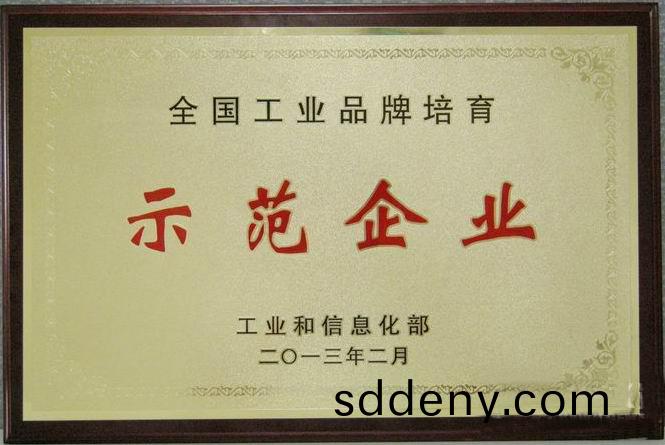 全国工业品牌培育
示范企业
工业和信息化部
二〇一三年二月
sddeny.com